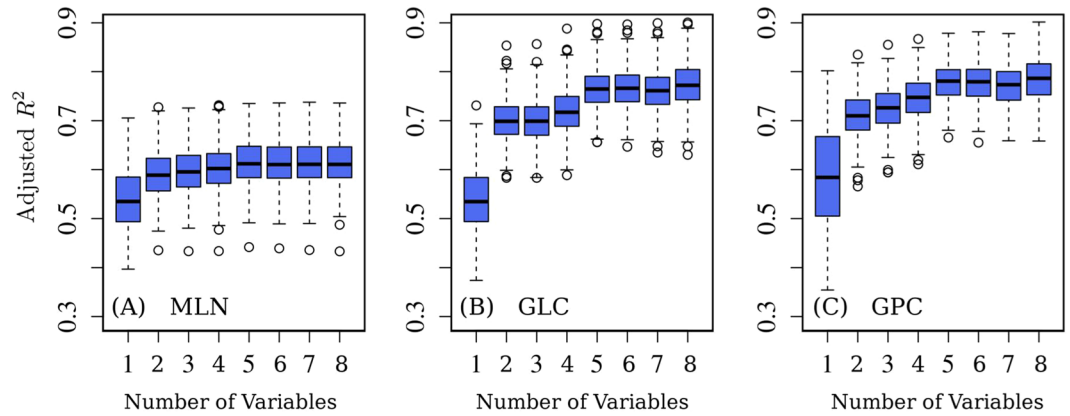 Adjusted R²
0.9
0.7
0.5
0.3
(A) MLN
1 2 3 4 5 6 7 8
Number of Variables
0.9
0.7
0.5
0.3
(B) GLC
1 2 3 4 5 6 7 8
Number of Variables
0.9
0.7
0.5
0.3
(C) GPC
1 2 3 4 5 6 7 8
Number of Variables